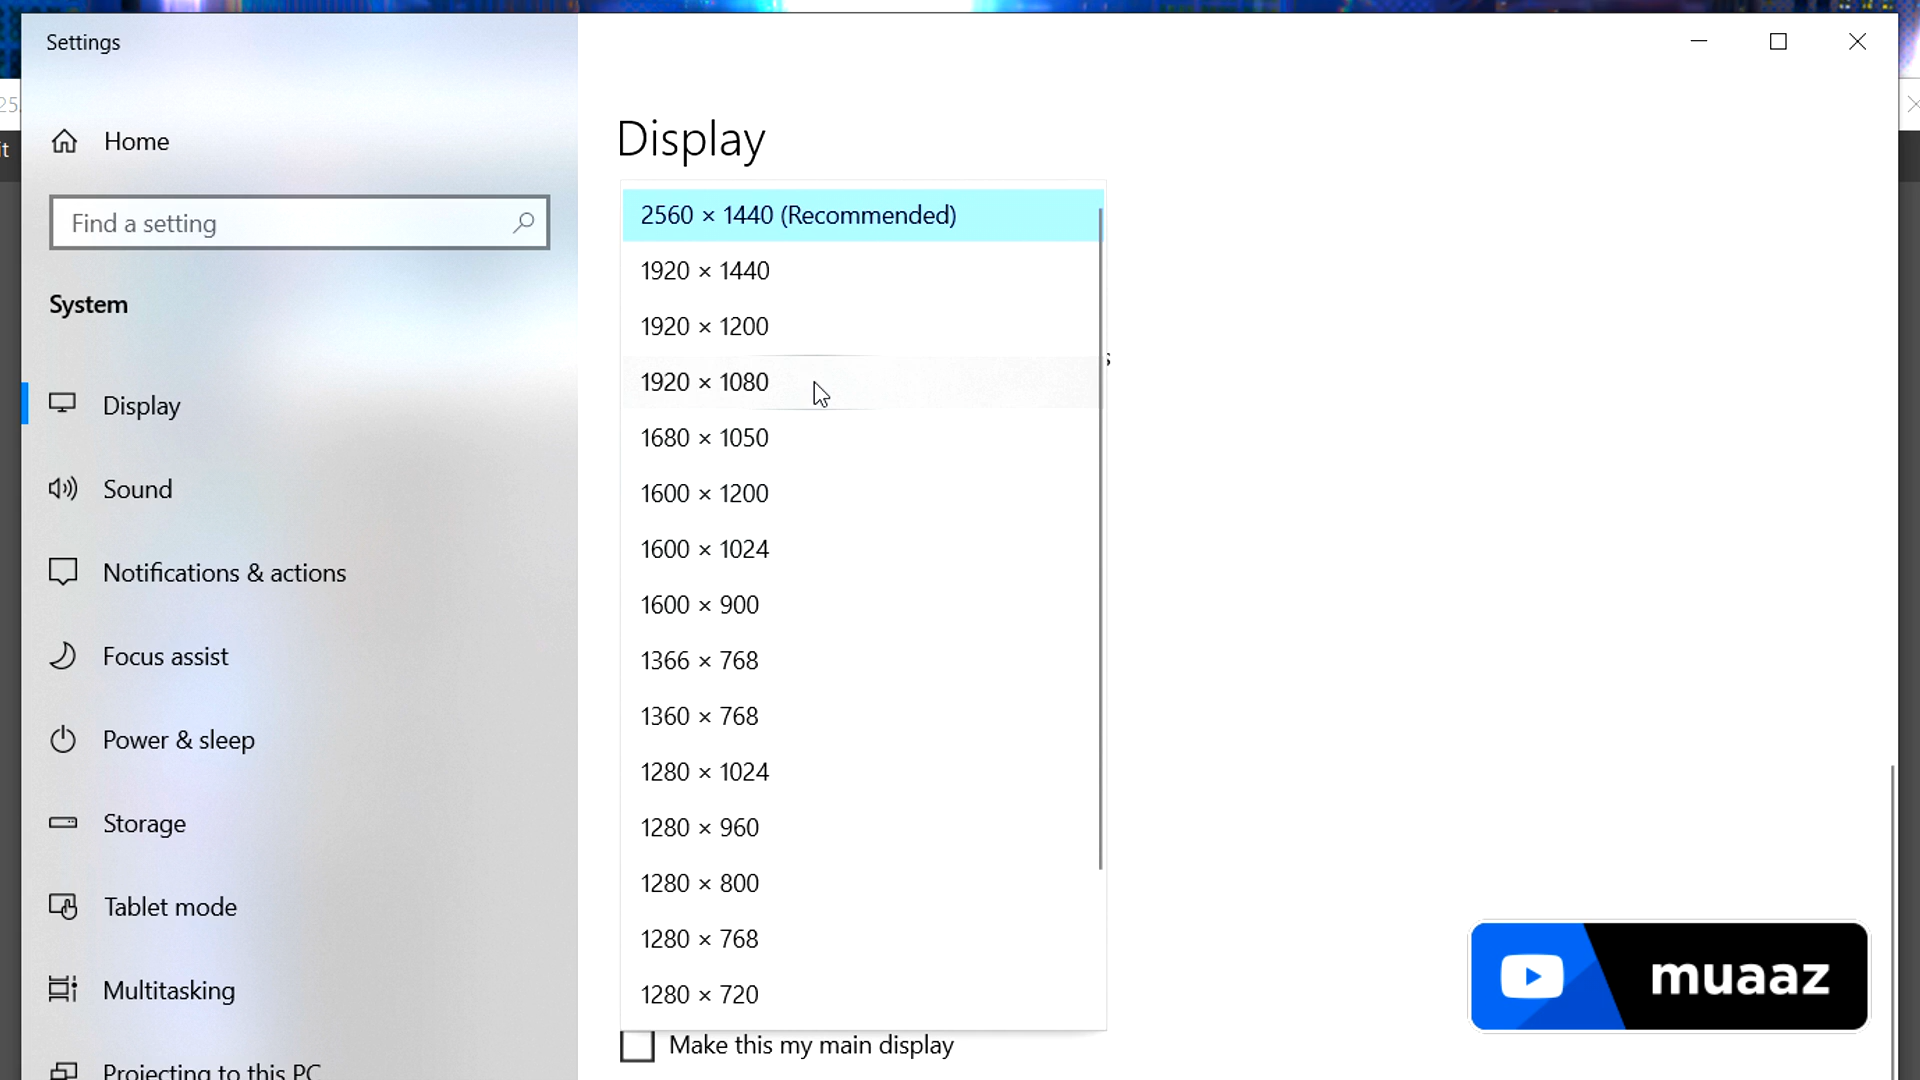 Settings
25.
it
Home
Find a setting
System
Display
Sound
Notifications & actions
Focus assist
Power & sleep
Storage
Tablet mode
Multitasking
Projecting to this PC
Display
2560 × 1440 (Recommended)
1920 × 1440
1920 × 1200
1920 × 1080
1680 × 1050
1600 × 1200
1600 × 1024
1600 × 900
1366 × 768
1360 × 768
1280 × 1024
1280 × 960
1280 × 800
1280 × 768
1280 × 720
s
Make this my main display
muaaz